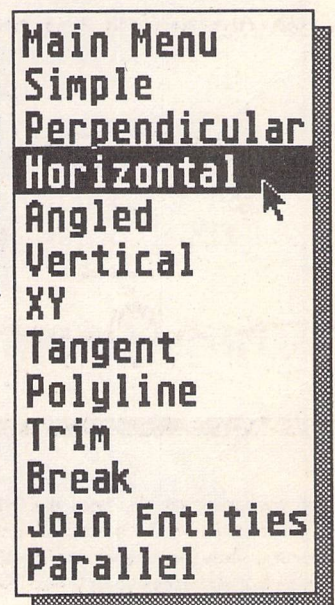 Main Menu
Simple
Perpendicular
Horizontal
Angled
Vertical
XY
Tangent
Polyline
Trim
Break
Join Entities
Parallel